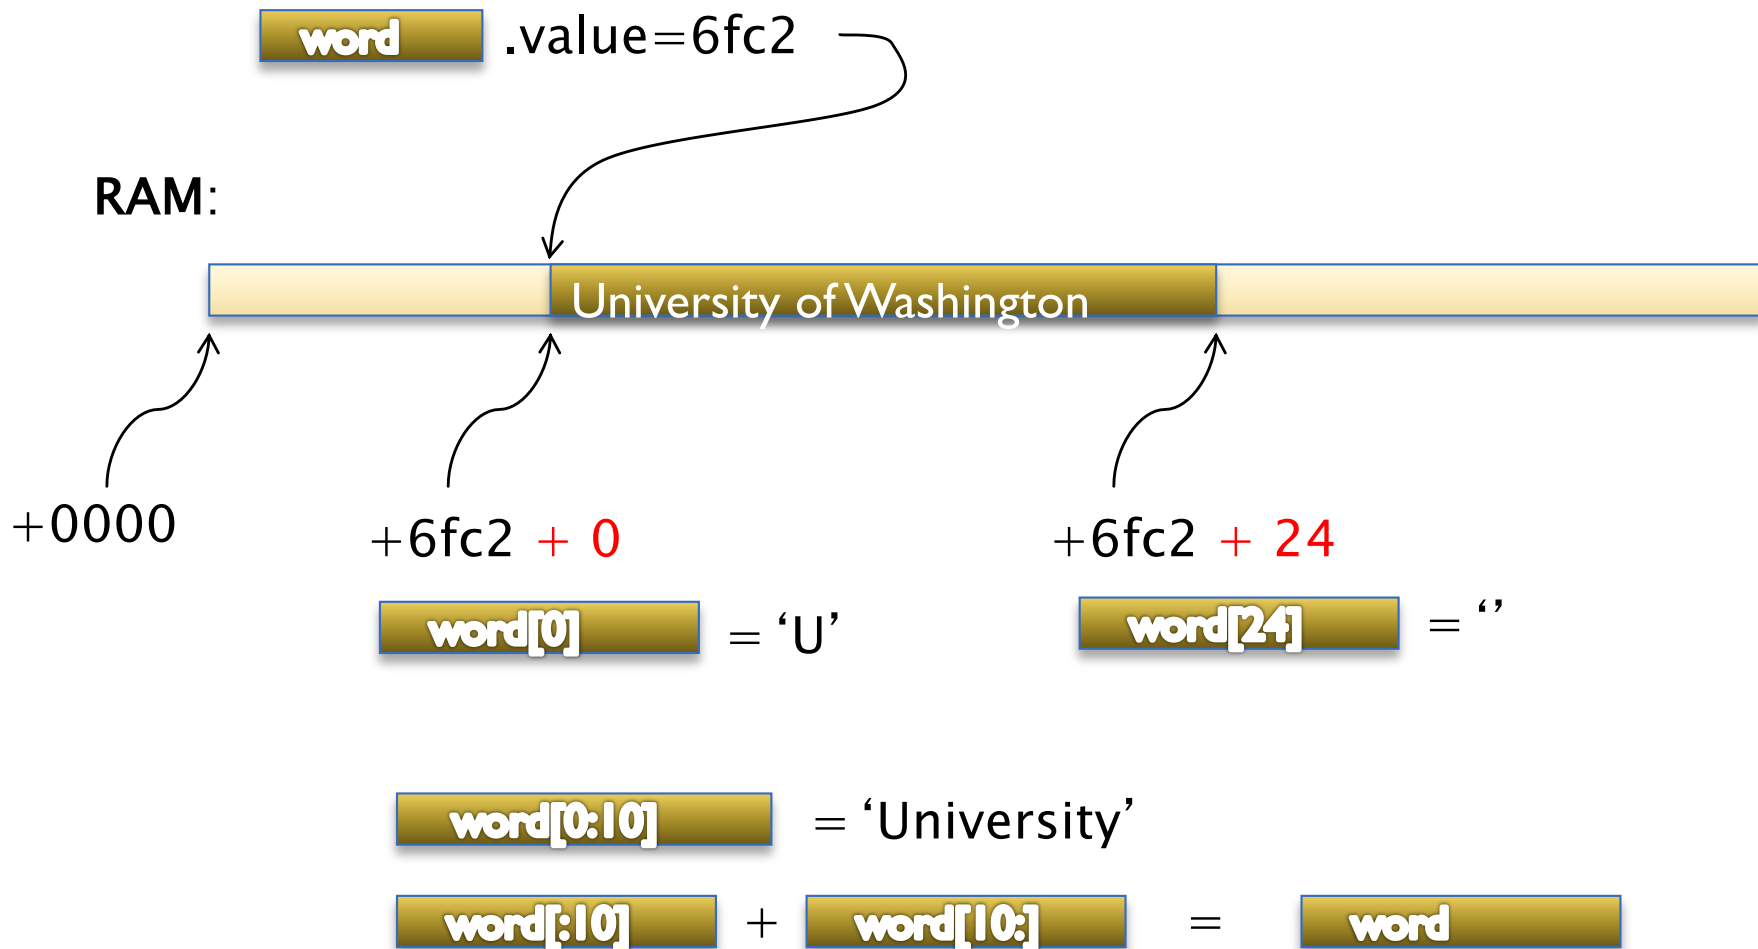 word .value=6fc2
RAM:
University of Washington
+0000 +6fc2 + 0 +6fc2 + 24
word[0] = ‘U’ word[24] = ‘’
word[0:10] = ‘University’
word[:10] + word[10:] = word